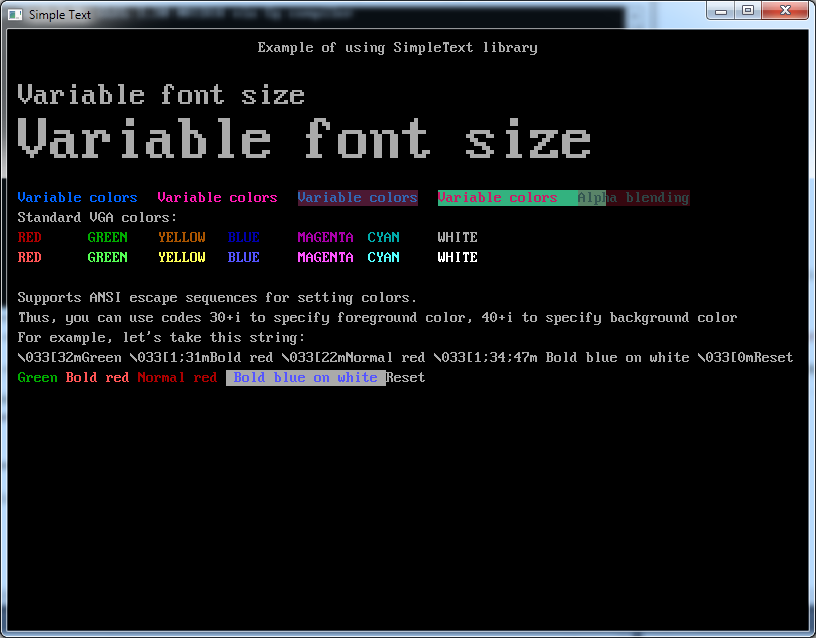 Simple Text
Example of using SimpleText library
Variable font size
Variable font size
Variable colors Variable colors Variable colors Variable colors Alpha blending
Standard VGA colors:
RED GREEN YELLOW BLUE MAGENTA CYAN WHITE
RED GREEN YELLOW BLUE MAGENTA CYAN WHITE
Supports ANSI escape sequences for setting colors.
Thus, you can use codes 30+i to specify foreground color, 40+i to specify background color
For example, let's take this string:
\033[32mGreen \033[1;31mBold red \033[22mNormal red \033[1;34;47m Bold blue on white \033[0mReset
Green Bold red Normal red Bold blue on white Reset